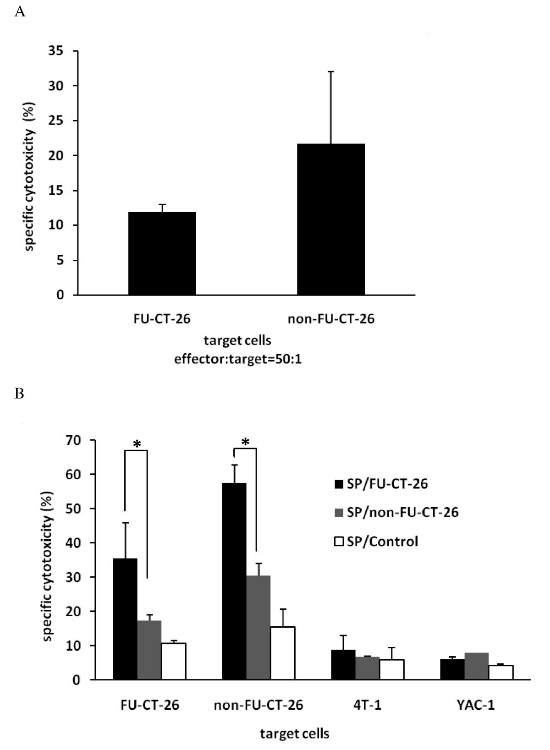 A
specific cytotoxicity (%)
35
30
25
20
15
10
5
0
FU-CT-26 non-FU-CT-26
target cells
effector:target=50:1
B
specific cytotoxicity (%)
70
60
50
40
30
20
10
0
* *
SP/FU-CT-26
SP/non-FU-CT-26
SP/Control
FU-CT-26 non-FU-CT-26 4T-1 YAC-1
target cells